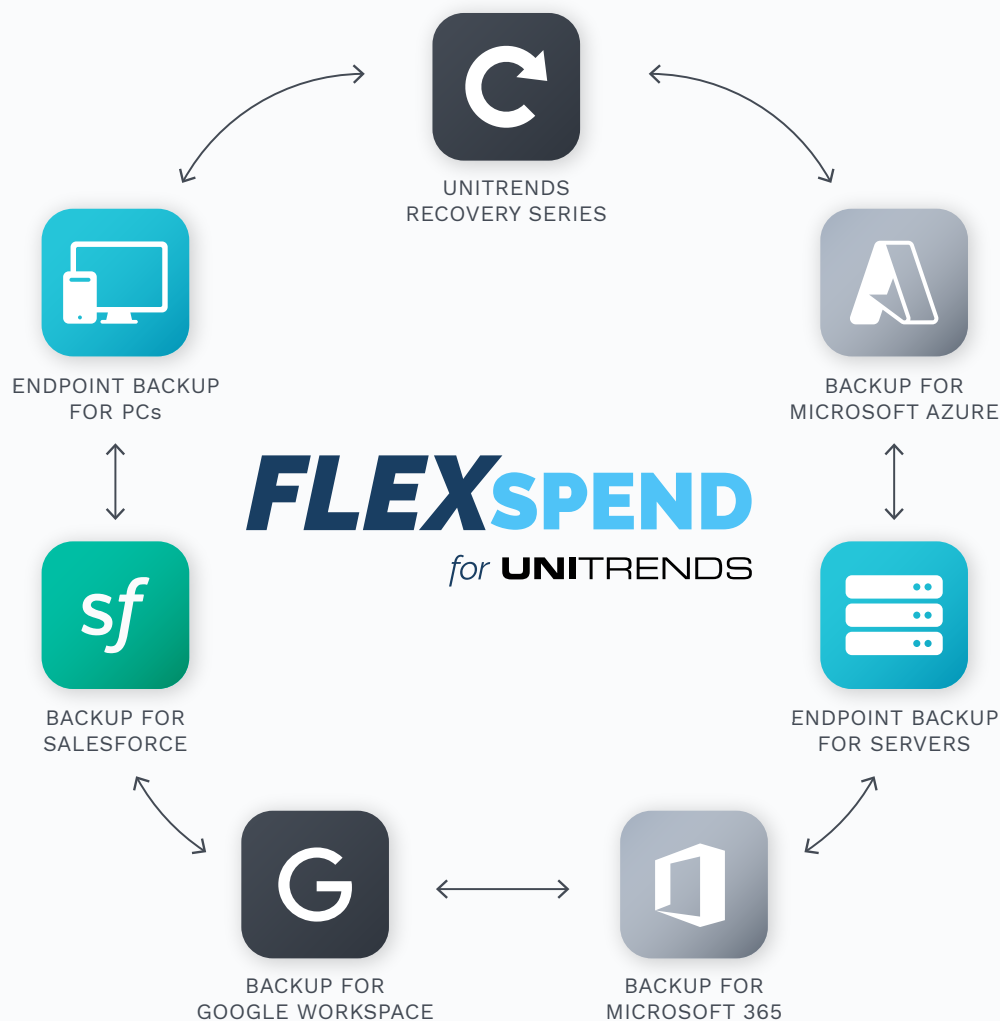 UNITRENDS
RECOVERY SERIES
ENDPOINT BACKUP
FOR PCs
BACKUP FOR
MICROSOFT AZURE
FLEXSPEND
for UNITRENDS
sf
BACKUP FOR
SALESFORCE
ENDPOINT BACKUP
FOR SERVERS
G
BACKUP FOR
GOOGLE WORKSPACE
BACKUP FOR
MICROSOFT 365